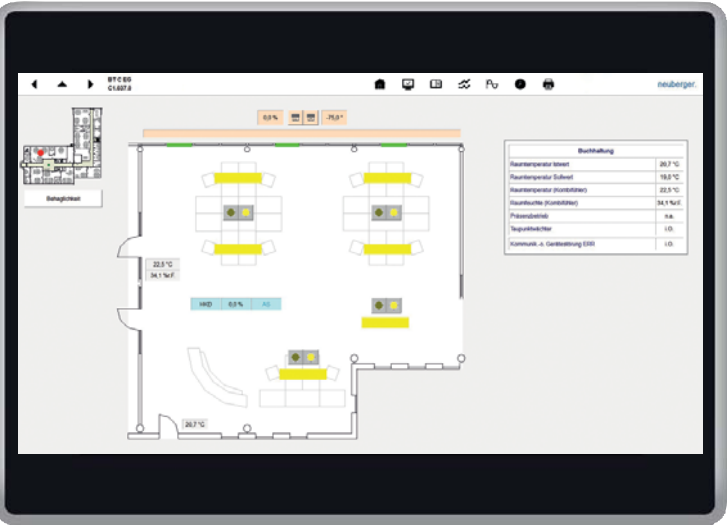 BT C EG
C1.037.0
neuberger.
0,0 %
-75,0 °
Behaglichkeit
Buchhaltung
Raumtemperatur Istwert 20,7 °C
Raumtemperatur Sollwert 19,0 °C
Raumtemperatur (Kombifühler) 22,5 °C
Raumfeuchte (Kombifühler) 34,1 %r.F.
Präsenzbetrieb n.a.
Taupunktwächter i.O.
Kommunik.-s. Gerätestörung ERR i.O.
22,5 °C
34,1 %r.F.
HKD 0,0 % AS
20,7 °C